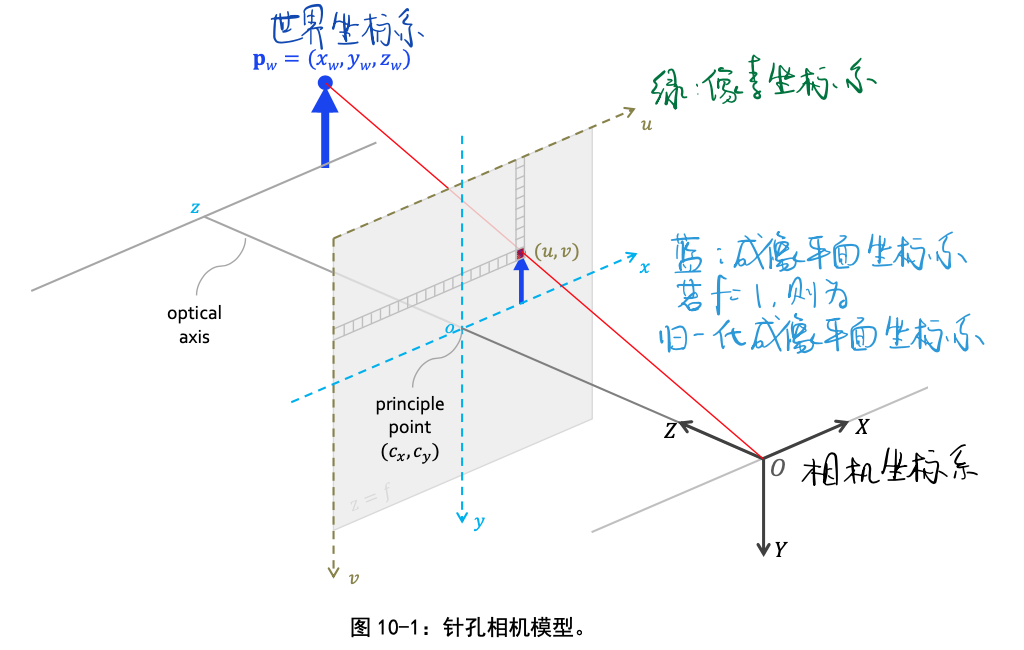 世界坐标系
p_w = (x_w, y_w, z_w)
绿:像素坐标系
u
z
(u, v)
x
蓝:成像平面坐标系
若f=1,则为
归一化成像平面坐标系
optical
axis
o
principle
point
(c_x, c_y)
Z
X
O
相机坐标系
z = f
y
Y
v
图 10-1:针孔相机模型。